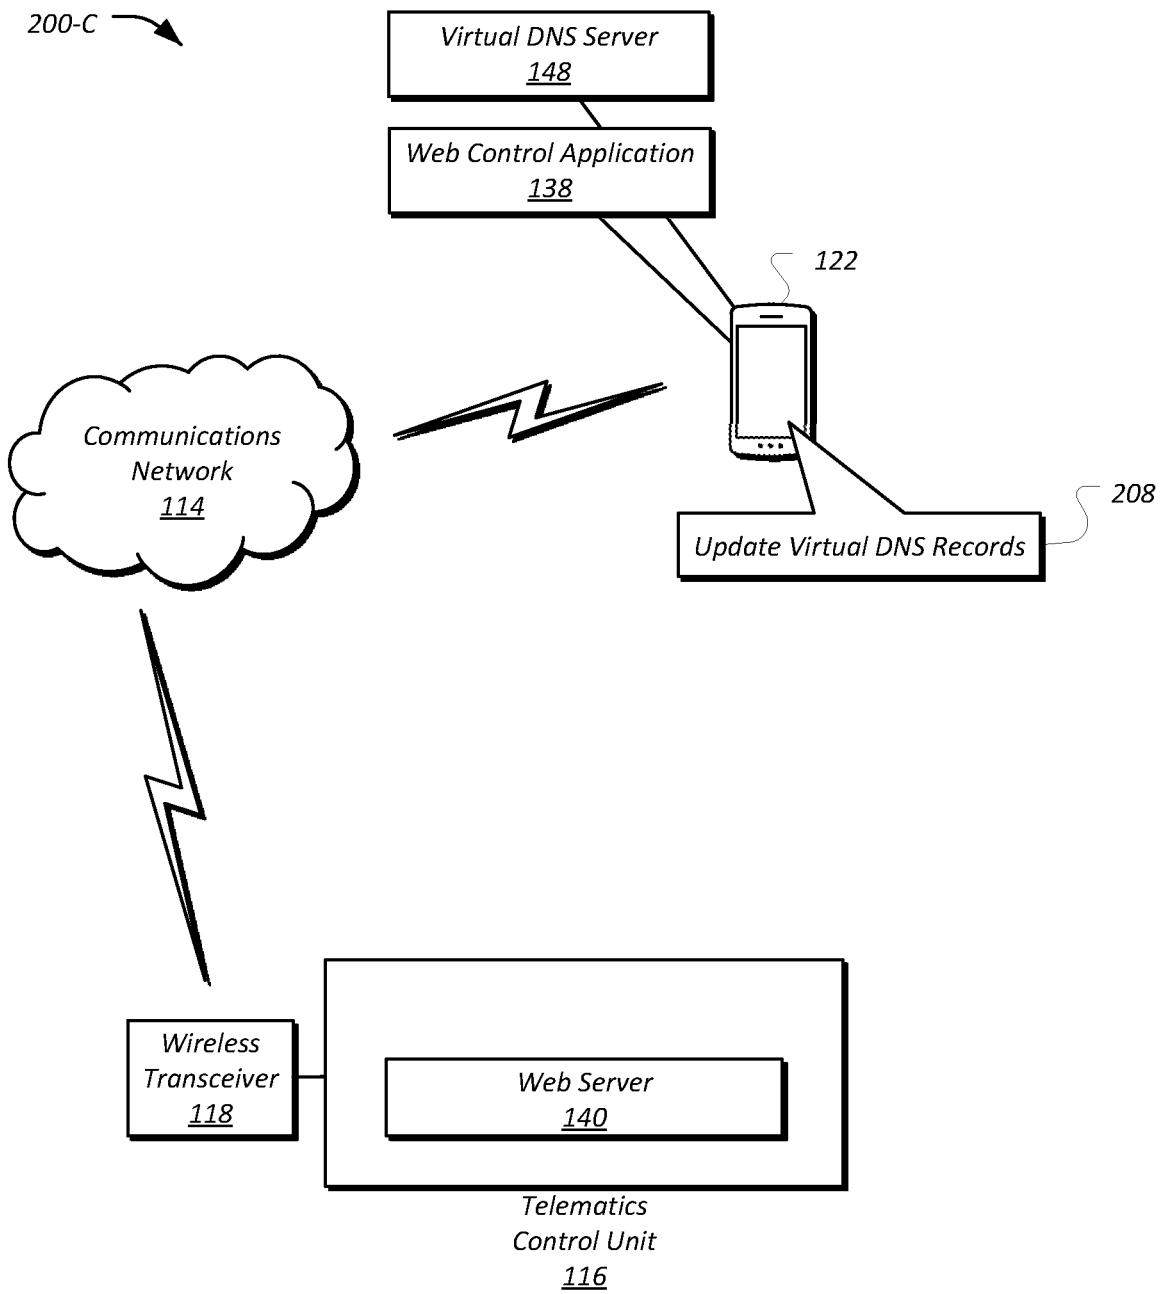 200-C
Virtual DNS Server
148
Web Control Application
138
122
Communications
Network
114
208
Update Virtual DNS Records
Wireless
Transceiver
118
Web Server
140
Telematics
Control Unit
116